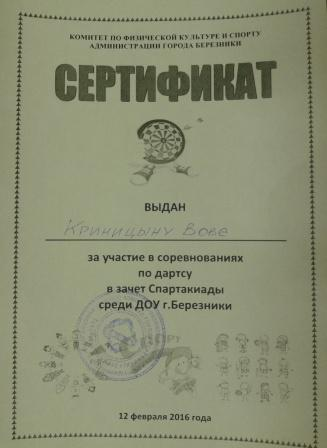 КОМИТЕТ ПО ФИЗИЧЕСКОЙ КУЛЬТУРЕ И СПОРТУ
АДМИНИСТРАЦИИ ГОРОДА БЕРЕЗНИКИ
СЕРТИФИКАТ
ВЫДАН
Криницыну Вове
за участие в соревнованиях
по дартсу
в зачет Спартакиады
среди ДОУ г.Березники
СПОРТ
12 февраля 2016 года